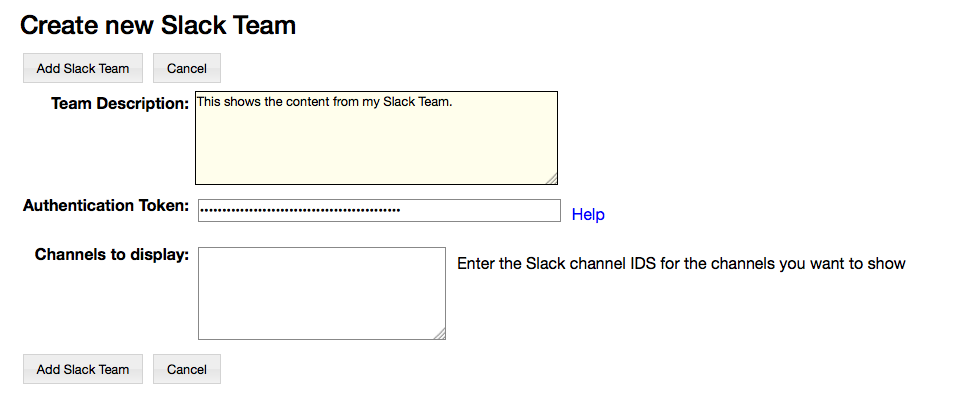 Create new Slack Team
Add Slack Team Cancel
Team Description: This shows the content from my Slack Team.
Authentication Token: •••••••••••••••••••••••••••••••••••••••••••• Help
Channels to display: Enter the Slack channel IDS for the channels you want to show
Add Slack Team Cancel